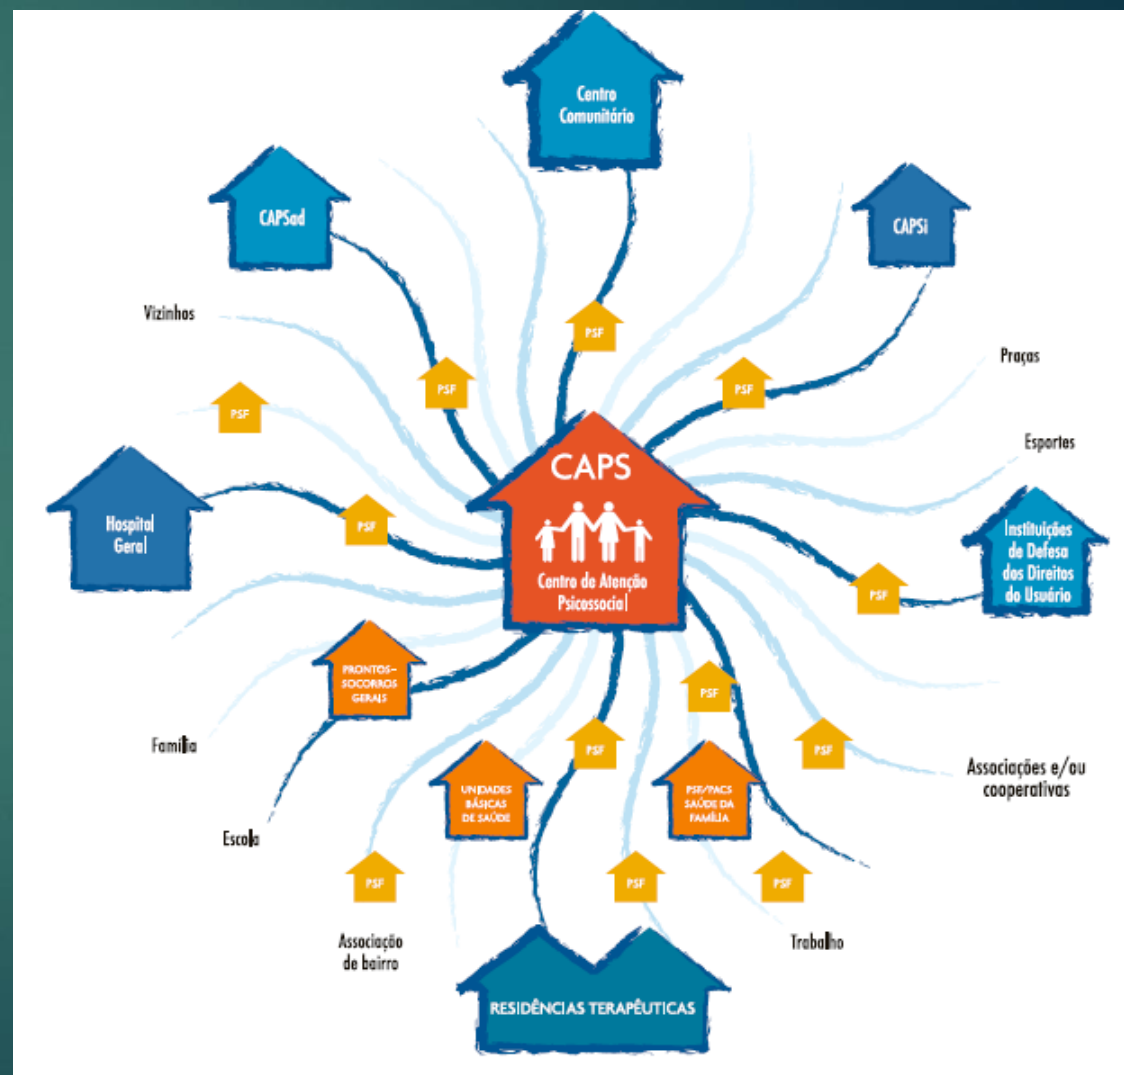 Centro
Comunitário
CAPSad
CAPSi
Vizinhos
PSF
PSF
PSF
Praças
PSF
Esportes
CAPS
Centro de Atenção
Psicossocial
Hospital
Geral
PSF
Instituições
de Defesa
dos Direitos
do Usuário
PSF
PRONTOS-
SOCORROS
GERAIS
PSF
Família
PSF
PSF
Associações e/ou
cooperativas
UNIDADES
BÁSICAS
DE SAÚDE
PSF/PACS
SAÚDE DA
FAMÍLIA
Escola
PSF
PSF
PSF
Associação
de bairro
Trabalho
RESIDÊNCIAS TERAPÊUTICAS